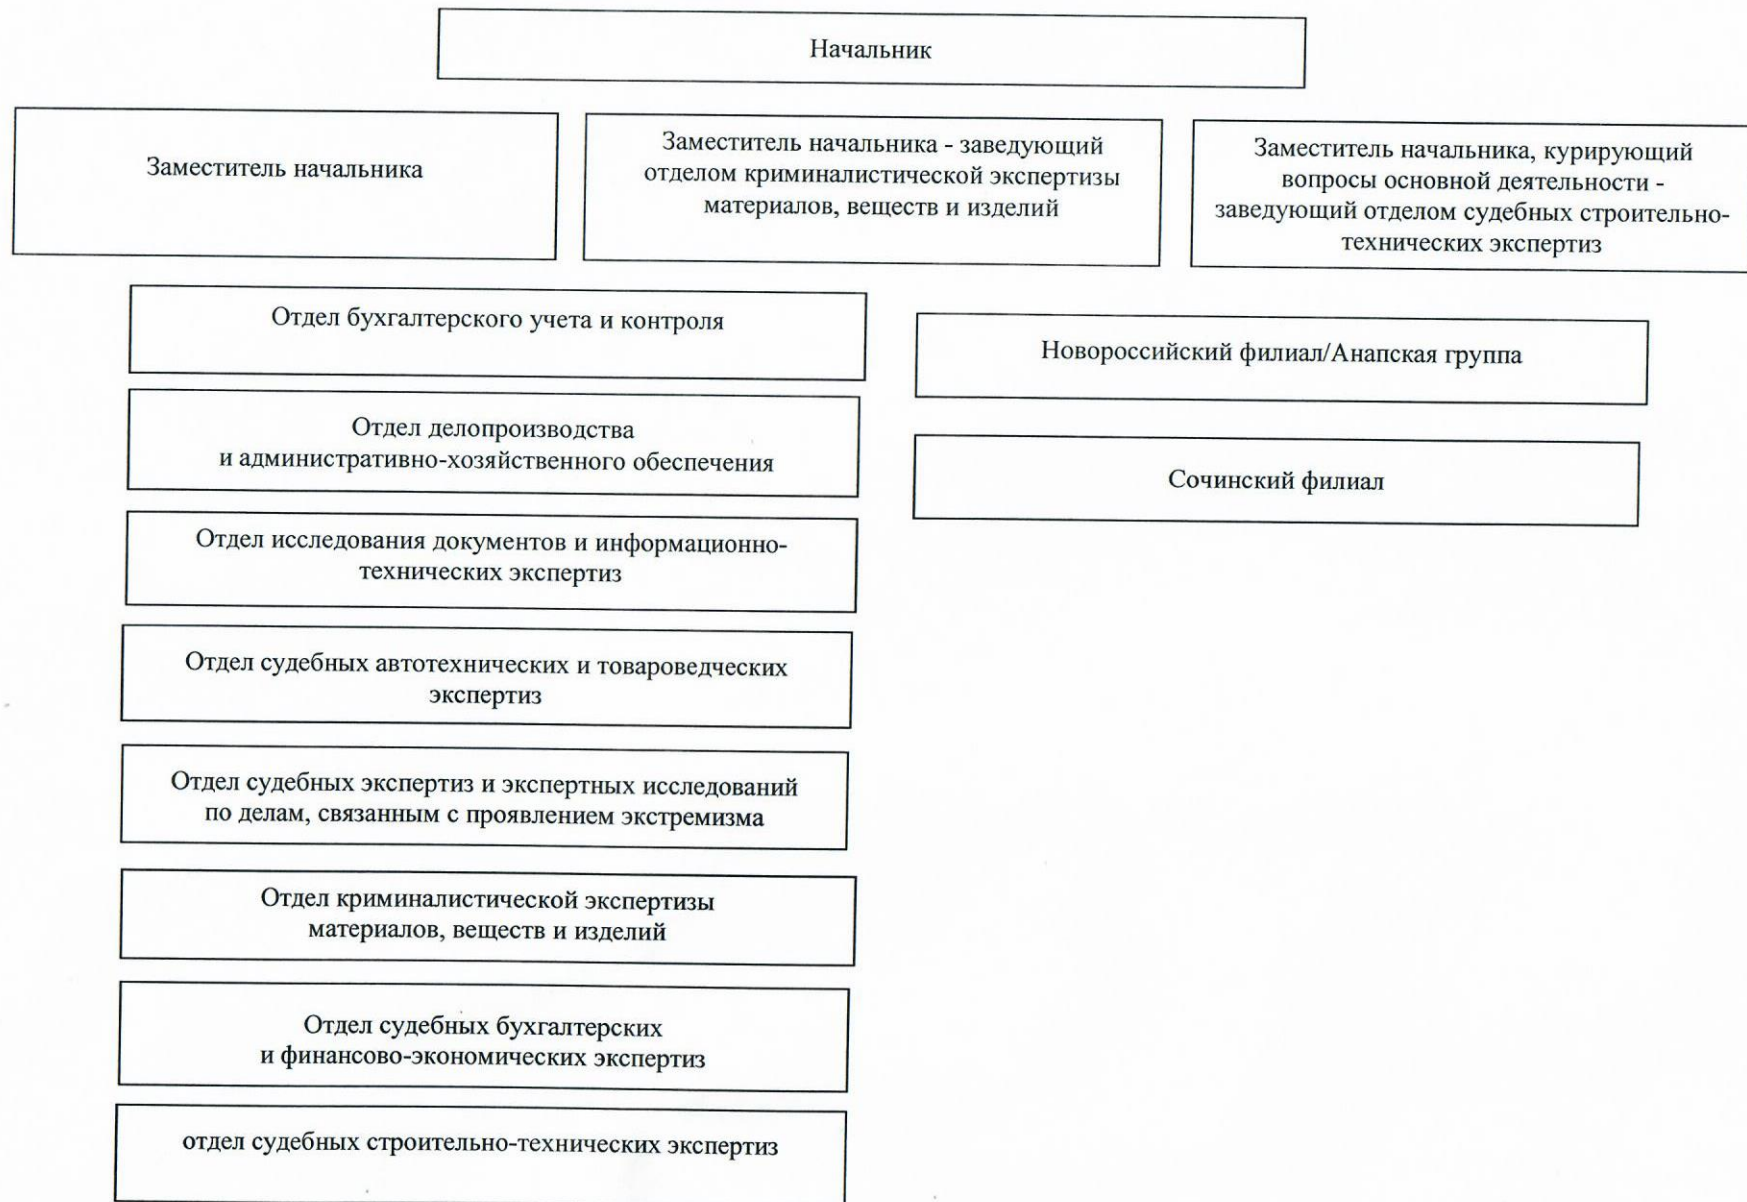 Начальник
Заместитель начальника
Заместитель начальника - заведующий
отделом криминалистической экспертизы
материалов, веществ и изделий
Заместитель начальника, курирующий
вопросы основной деятельности -
заведующий отделом судебных строительно-
технических экспертиз
Отдел бухгалтерского учета и контроля
Отдел делопроизводства
и административно-хозяйственного обеспечения
Отдел исследования документов и информационно-
технических экспертиз
Отдел судебных автотехнических и товароведческих
экспертиз
Отдел судебных экспертиз и экспертных исследований
по делам, связанным с проявлением экстремизма
Отдел криминалистической экспертизы
материалов, веществ и изделий
Отдел судебных бухгалтерских
и финансово-экономических экспертиз
отдел судебных строительно-технических экспертиз
Новороссийский филиал/Анапская группа
Сочинский филиал